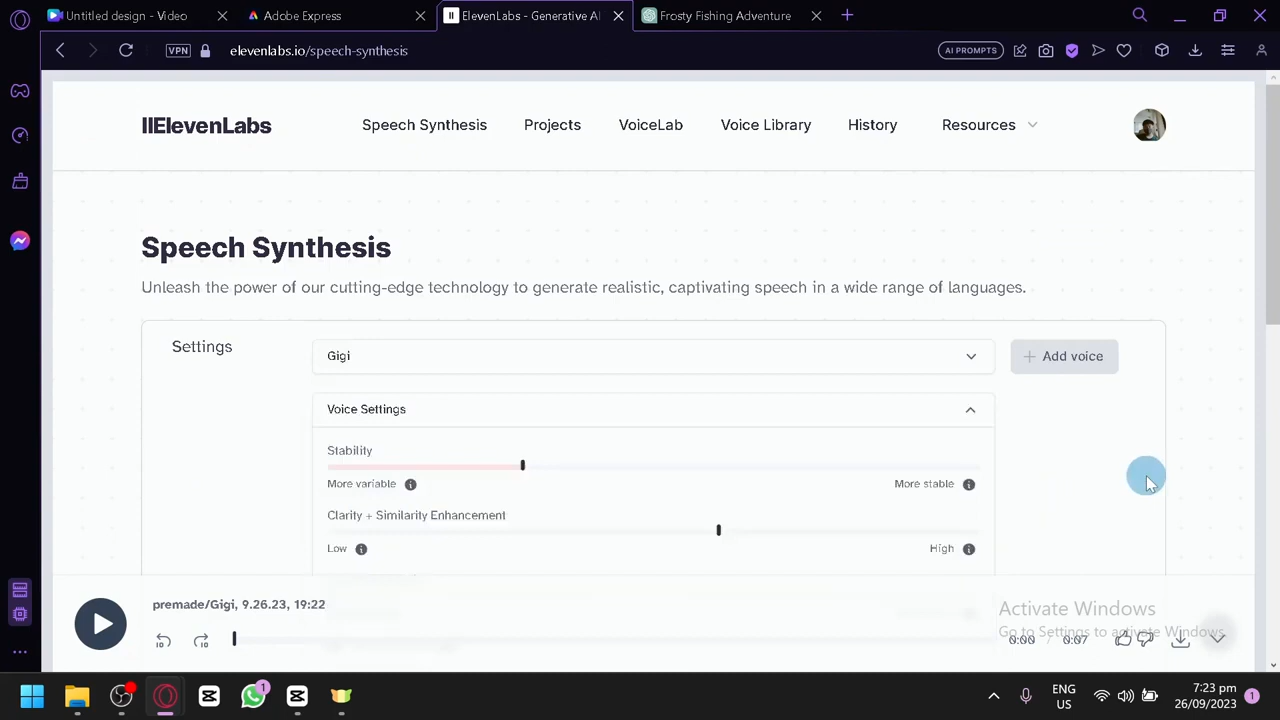 Untitled design - Video
Adobe Express
ElevenLabs - Generative AI
Frosty Fishing Adventure
VPN
elevenlabs.io/speech-synthesis
AI PROMPTS
IIElevenLabs
Speech Synthesis
Projects
VoiceLab
Voice Library
History
Resources
Speech Synthesis
Unleash the power of our cutting-edge technology to generate realistic, captivating speech in a wide range of languages.
Settings
Gigi
+ Add voice
Voice Settings
Stability
More variable
More stable
Clarity + Similarity Enhancement
Low
High
premade/Gigi, 9.26.23, 19:22
Activate Windows
Go to Settings to activate Windows.
10
10
0:00
0:07
1
ENG
US
7:23 pm
26/09/2023
1